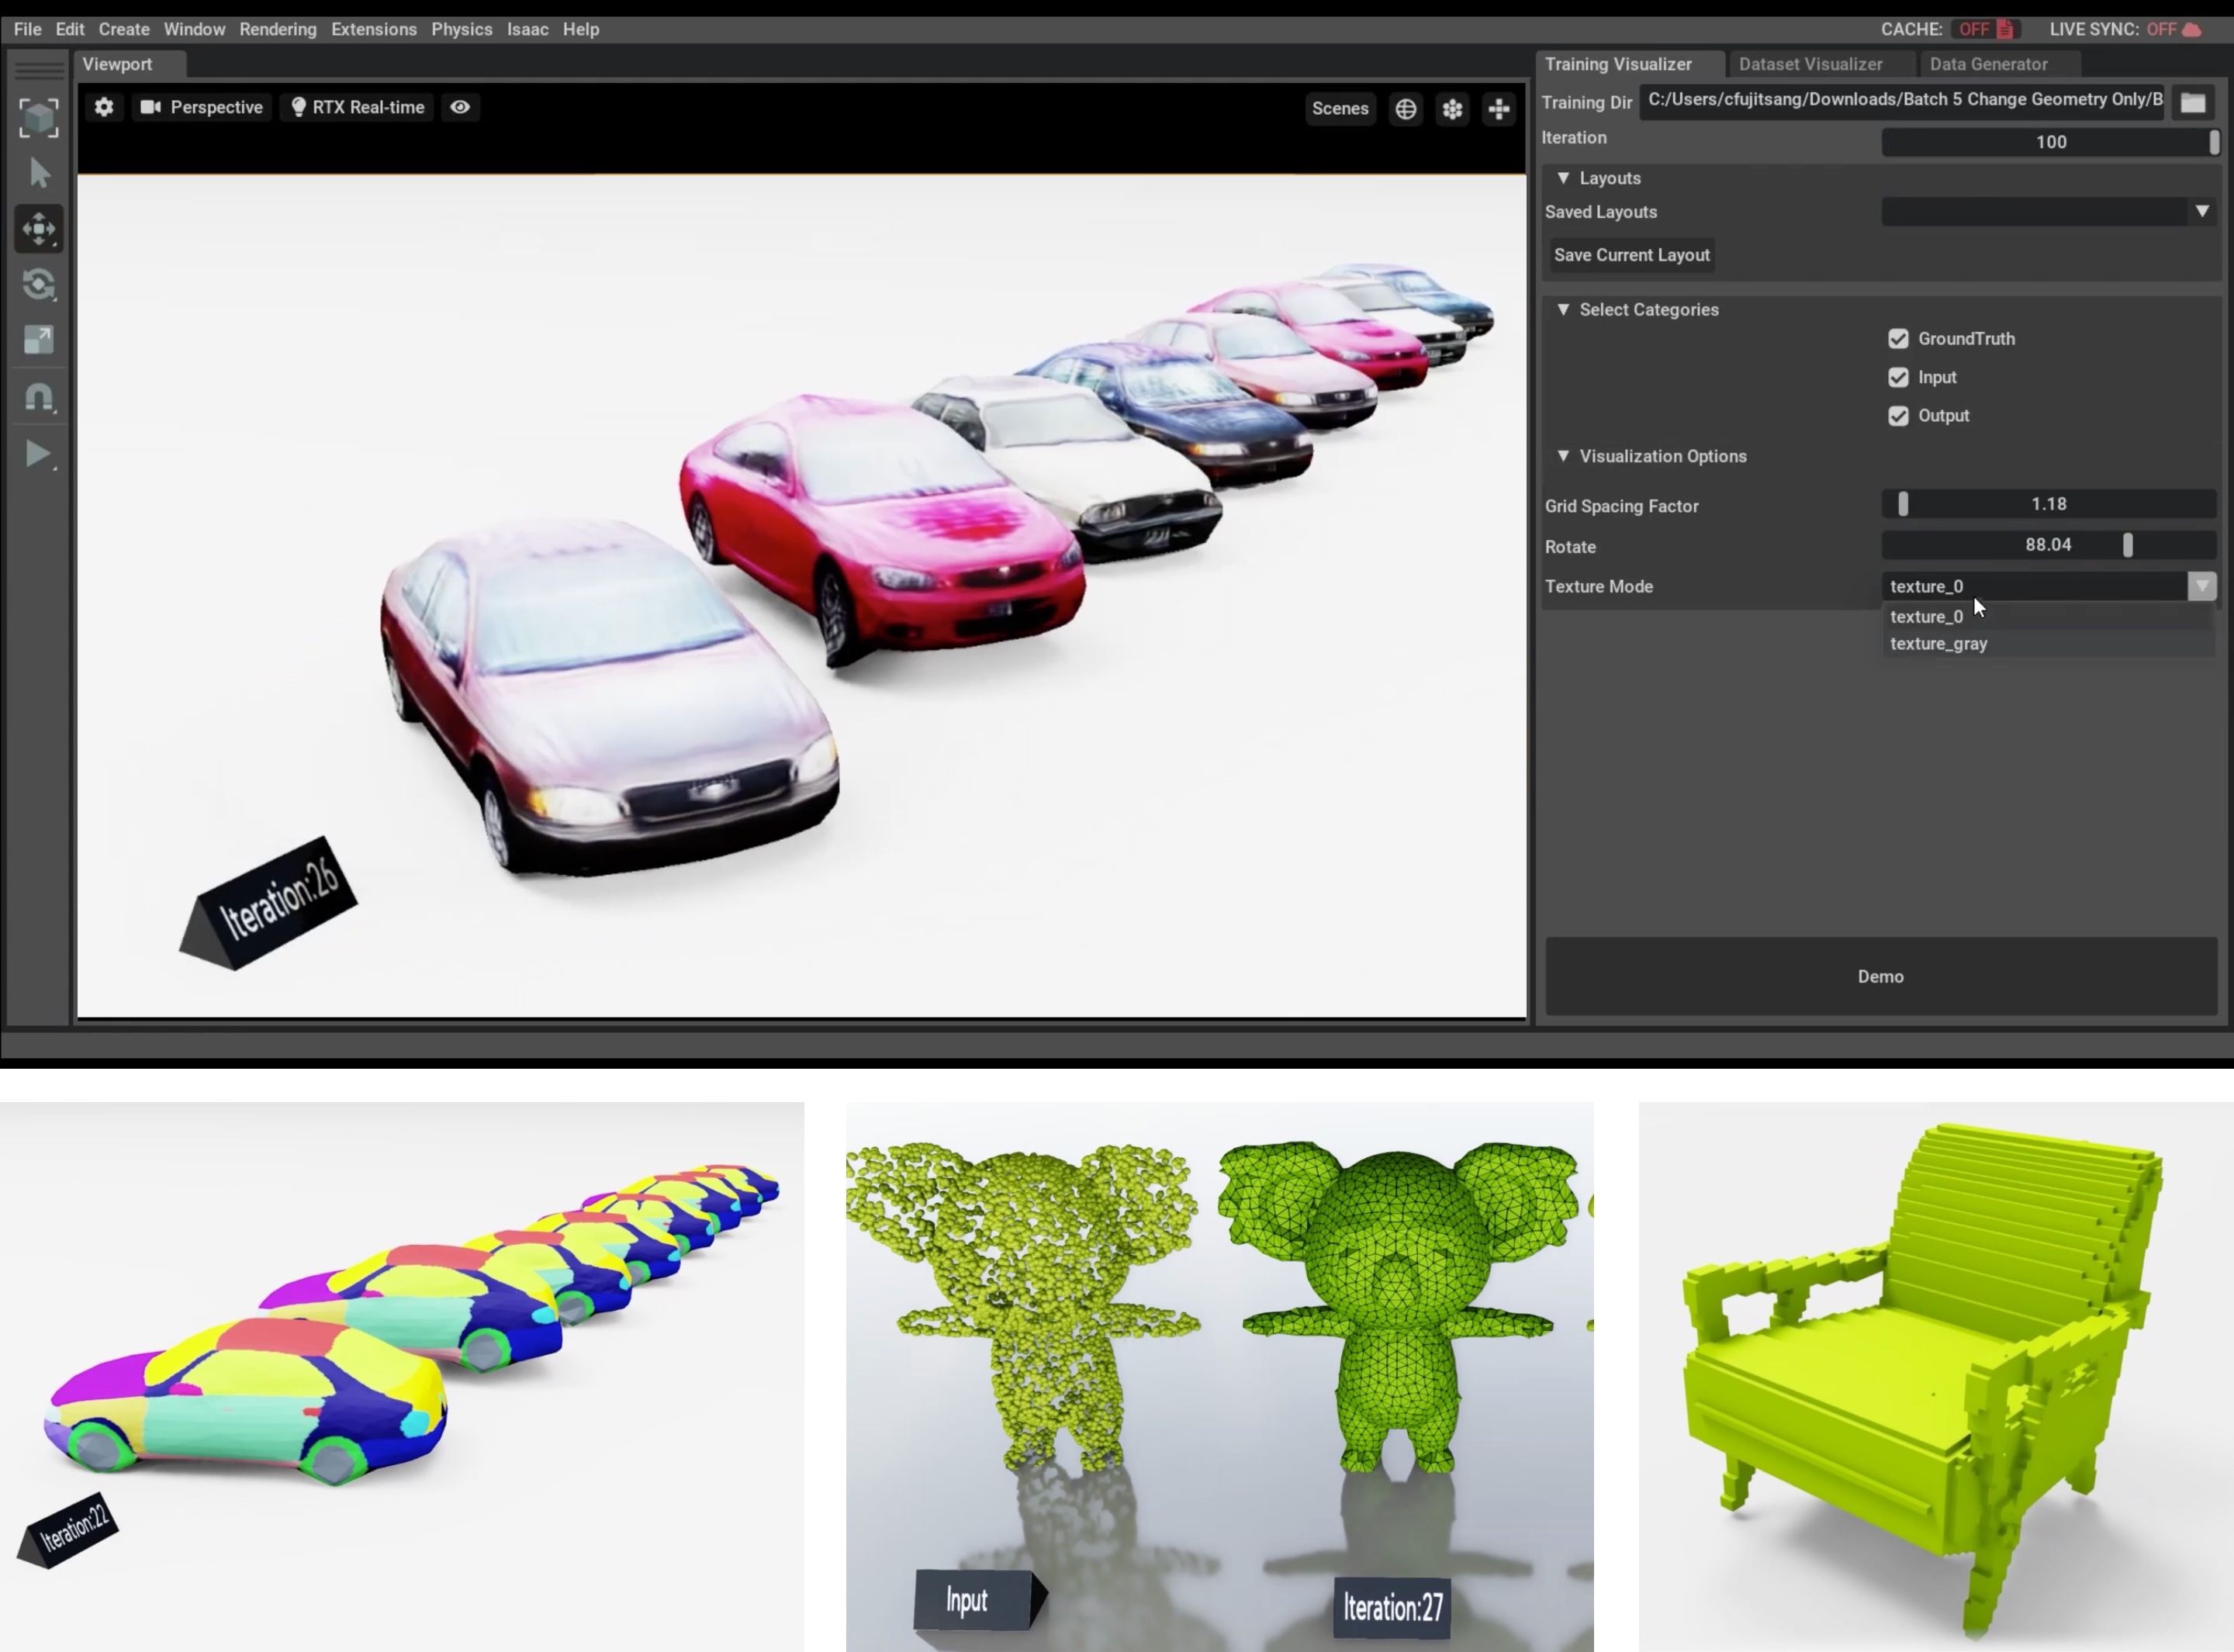 File Edit Create Window Rendering Extensions Physics Isaac Help
CACHE: OFF LIVE SYNC: OFF
Viewport
Perspective RTX Real-time
Scenes
Iteration:26
Training Visualizer Dataset Visualizer Data Generator
Training Dir C:/Users/cfujitsang/Downloads/Batch 5 Change Geometry Only/B
Iteration 100
Layouts
Saved Layouts
Save Current Layout
Select Categories
GroundTruth
Input
Output
Visualization Options
Grid Spacing Factor 1.18
Rotate 88.04
Texture Mode texture_0
texture_0
texture_gray
Demo
Iteration:22
Input
Iteration:27